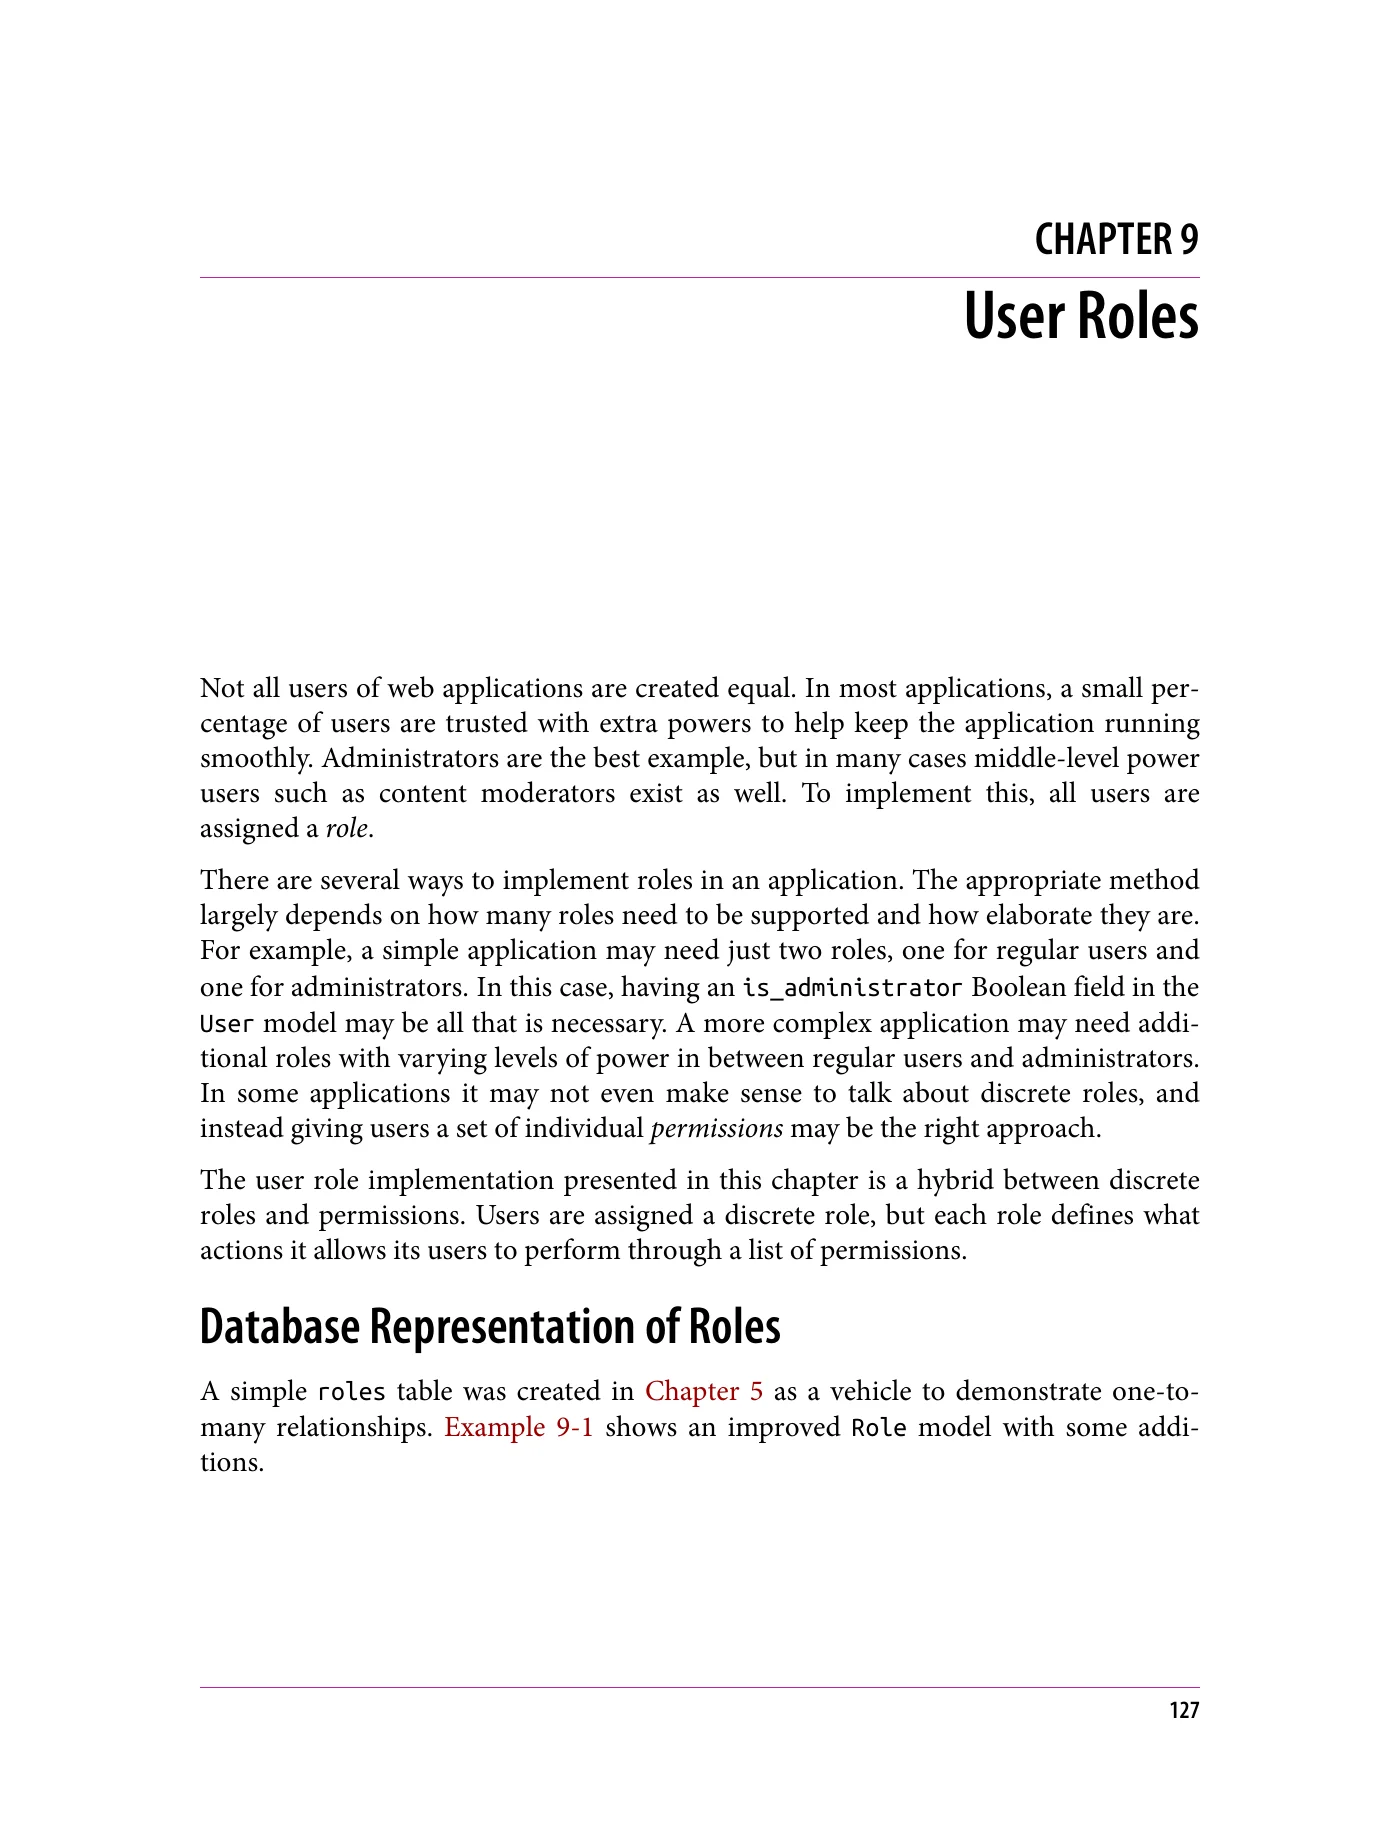 CHAPTER 9
User Roles
Not all users of web applications are created equal. In most applications, a small per-
centage of users are trusted with extra powers to help keep the application running
smoothly. Administrators are the best example, but in many cases middle-level power
users such as content moderators exist as well. To implement this, all users are
assigned a role.
There are several ways to implement roles in an application. The appropriate method
largely depends on how many roles need to be supported and how elaborate they are.
For example, a simple application may need just two roles, one for regular users and
one for administrators. In this case, having an is_administrator Boolean field in the
User model may be all that is necessary. A more complex application may need addi-
tional roles with varying levels of power in between regular users and administrators.
In some applications it may not even make sense to talk about discrete roles, and
instead giving users a set of individual permissions may be the right approach.
The user role implementation presented in this chapter is a hybrid between discrete
roles and permissions. Users are assigned a discrete role, but each role defines what
actions it allows its users to perform through a list of permissions.
Database Representation of Roles
A simple roles table was created in Chapter 5 as a vehicle to demonstrate one-to-
many relationships. Example 9-1 shows an improved Role model with some addi-
tions.
127